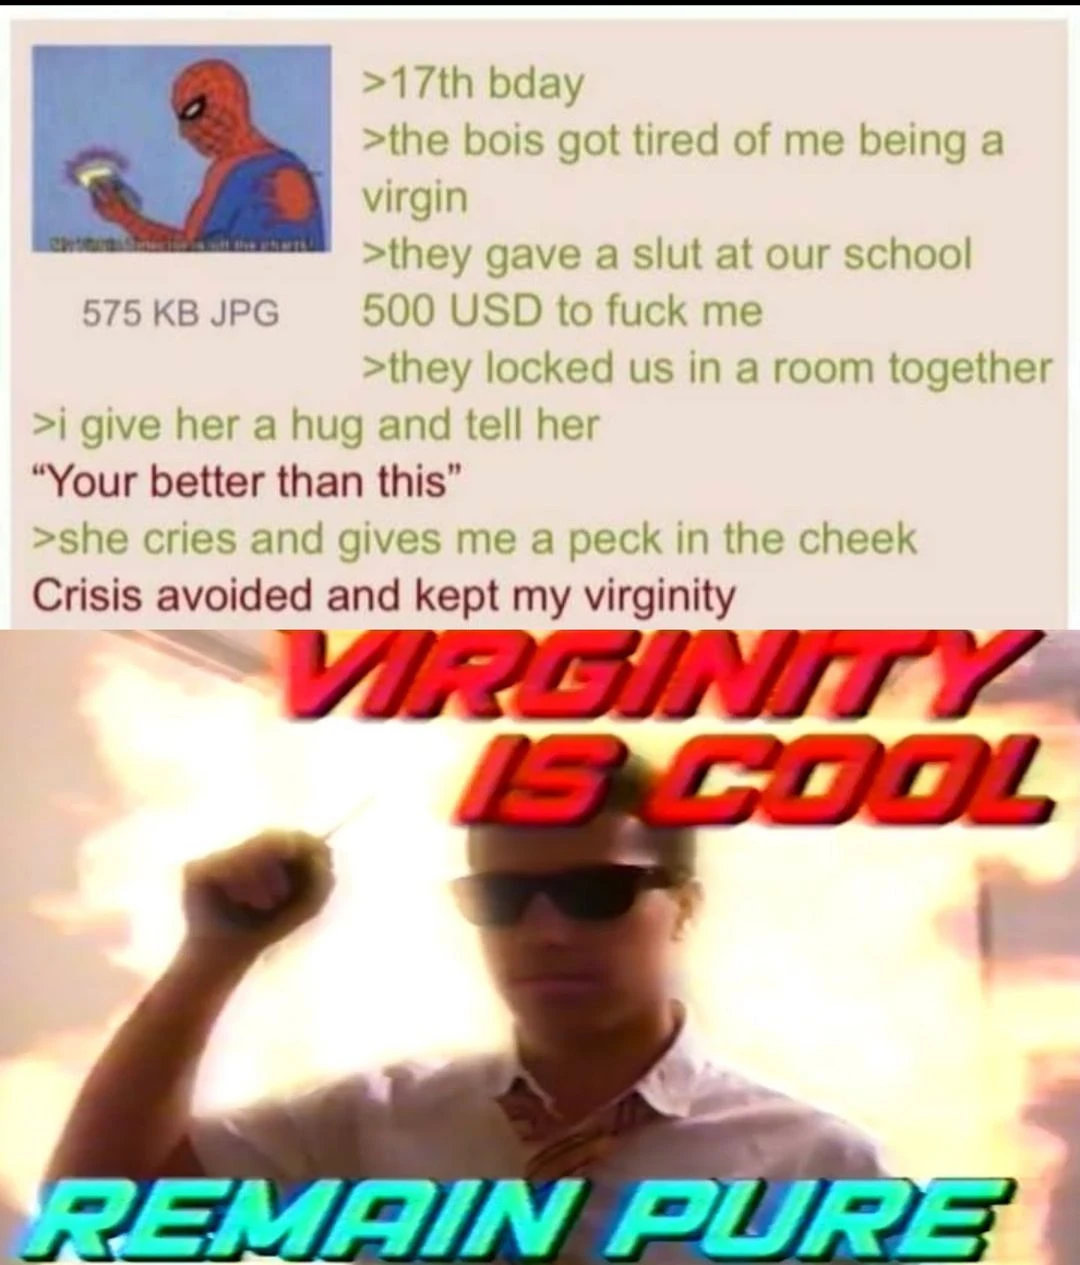 >17th bday
>the bois got tired of me being a
virgin
>they gave a slut at our school
500 USD to fuck me
>they locked us in a room together
575 KB JPG
>i give her a hug and tell her
“Your better than this”
>she cries and gives me a peck in the cheek
Crisis avoided and kept my virginity
VIRGINITY
IS COOL
REMAIN PURE